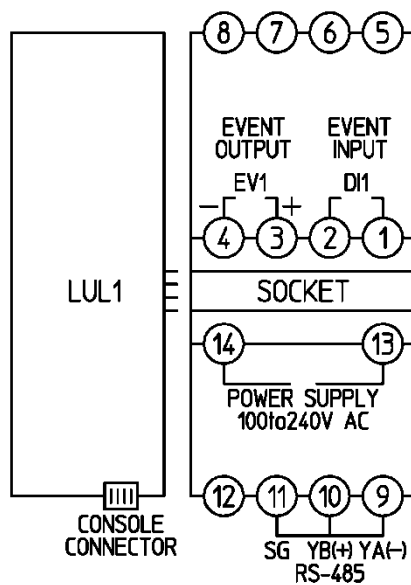 8 7 6 5
EVENT OUTPUT
EVENT INPUT
EV1
DI1
− +
4 3 2 1
LUL1
SOCKET
14 13
POWER SUPPLY
100to240V AC
12 11 10 9
CONSOLE
CONNECTOR
SG YB(+) YA(−)
RS-485